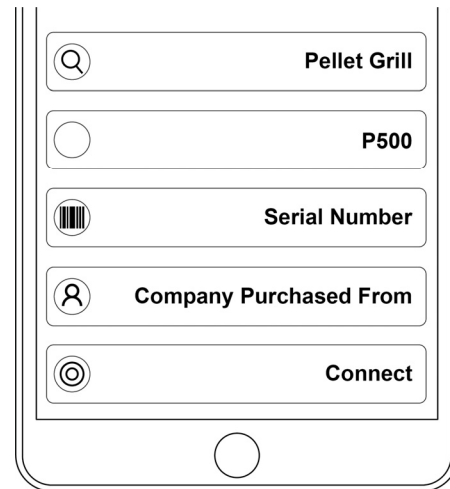 Pellet Grill
P500
Serial Number
Company Purchased From
Connect